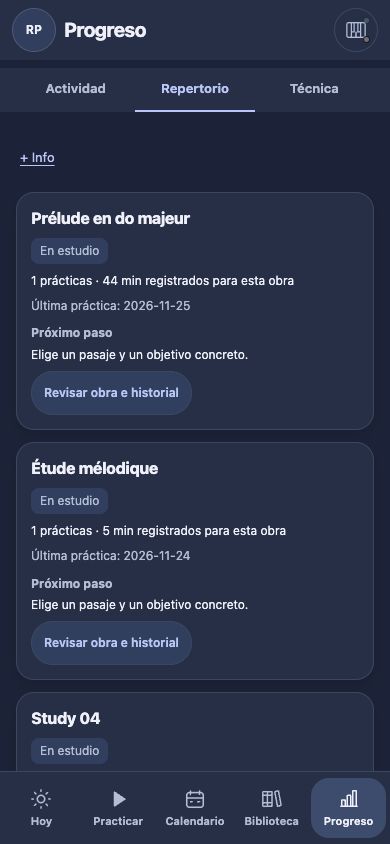 RP
Progreso
Actividad
Repertorio
Técnica
+ Info
Prélude en do majeur
En estudio
1 prácticas · 44 min registrados para esta obra
Última práctica: 2026-11-25
Próximo paso
Elige un pasaje y un objetivo concreto.
Revisar obra e historial
Étude mélodique
En estudio
1 prácticas · 5 min registrados para esta obra
Última práctica: 2026-11-24
Próximo paso
Elige un pasaje y un objetivo concreto.
Revisar obra e historial
Study 04
En estudio
Hoy
Practicar
Calendario
Biblioteca
Progreso